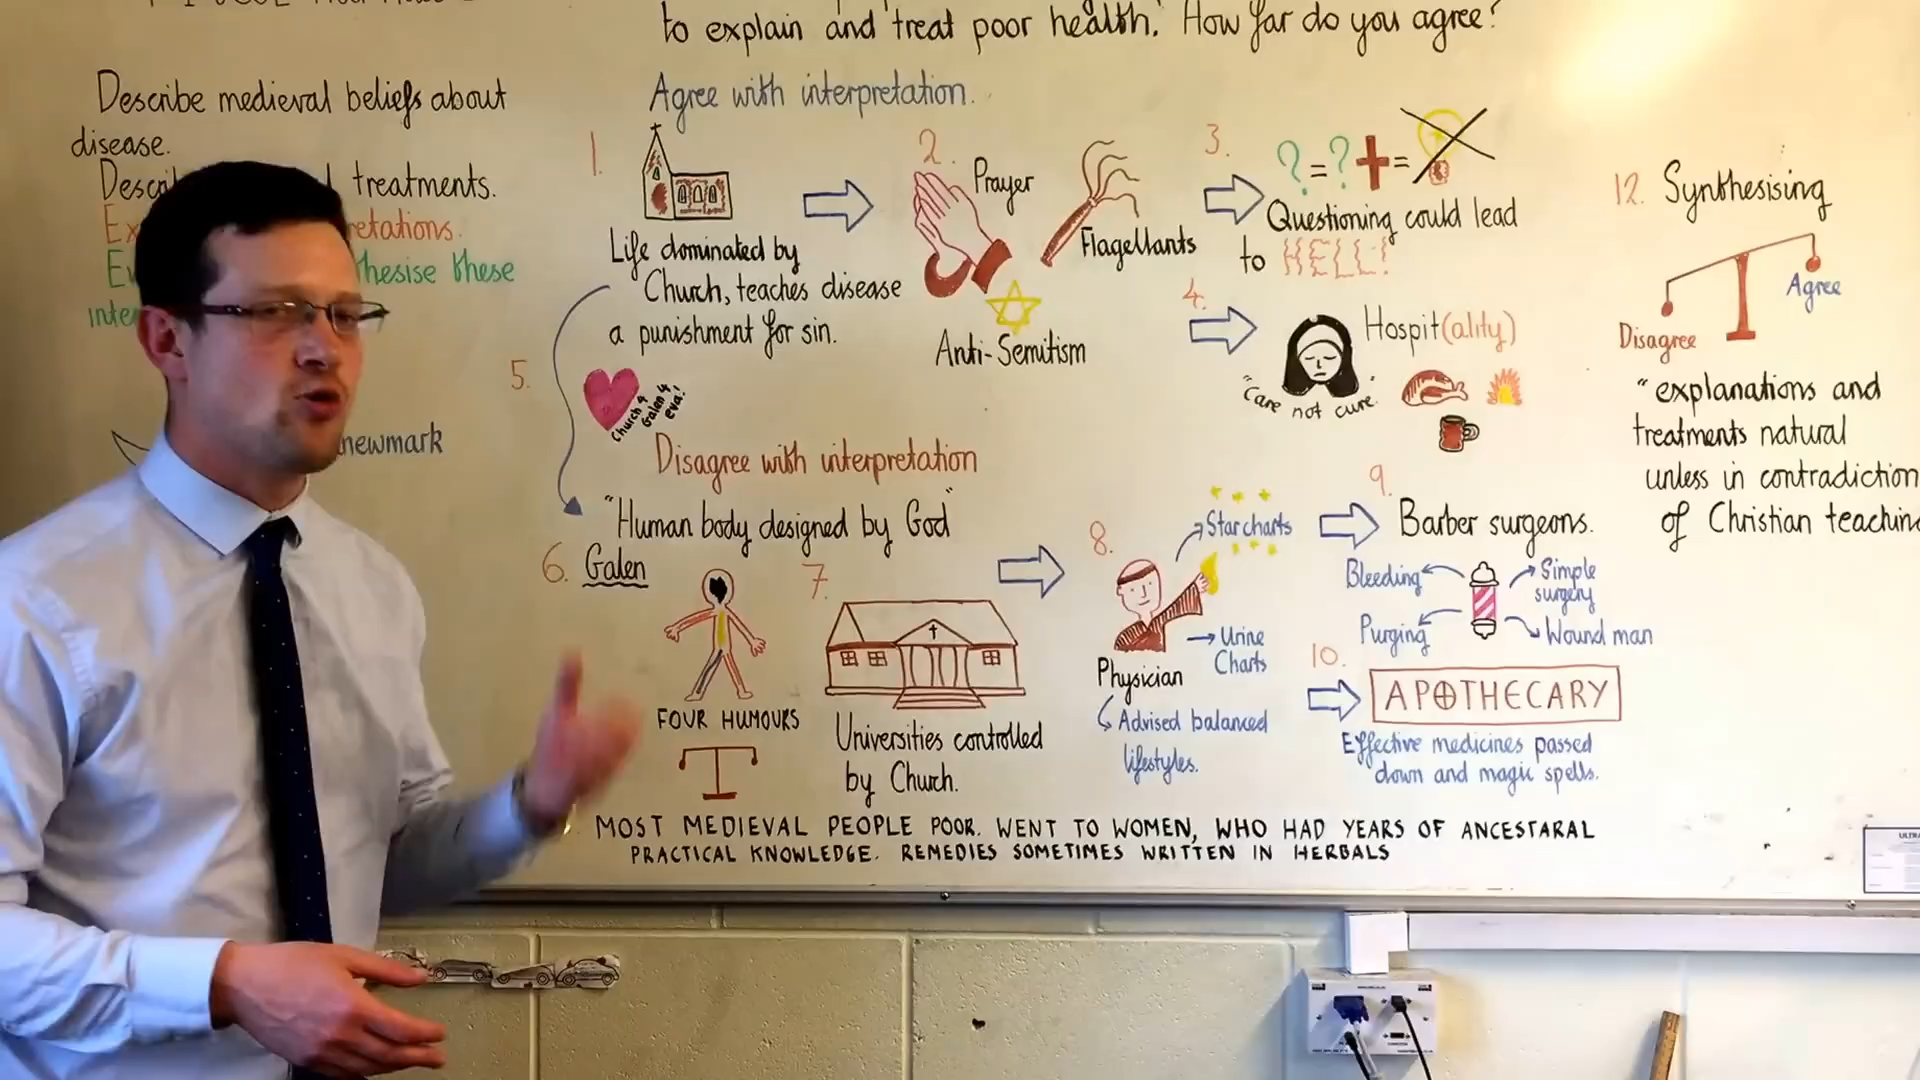 to explain and treat poor health.' How far do you agree?
Describe medieval beliefs about
disease.
treatments.
these
newmark
Agree with interpretation.
1.
Life dominated by
Church, teaches disease
a punishment for sin.
2.
Prayer
Flagellants
Anti-Semitism
3.
? = ? + =
Questioning could lead
to HELL!
4.
Hospit(ality)
"Care not cure."
5.
Church 4
Galen 4
eva!
Disagree with interpretation
"Human body designed by God"
6. Galen
FOUR HUMOURS
7.
Universities controlled
by Church.
8.
Star charts
Urine
Charts
Physician
Advised balanced
lifestyles.
9.
Barber surgeons.
Bleeding
Simple
surgery
Purging
Wound man
10.
APOTHECARY
Effective medicines passed
down and magic spells.
MOST MEDIEVAL PEOPLE POOR. WENT TO WOMEN, WHO HAD YEARS OF ANCESTARAL
PRACTICAL KNOWLEDGE. REMEDIES SOMETIMES WRITTEN IN HERBALS
12. Synthesising
Agree
Disagree
"explanations and
treatments natural
unless in contradiction
of Christian teaching